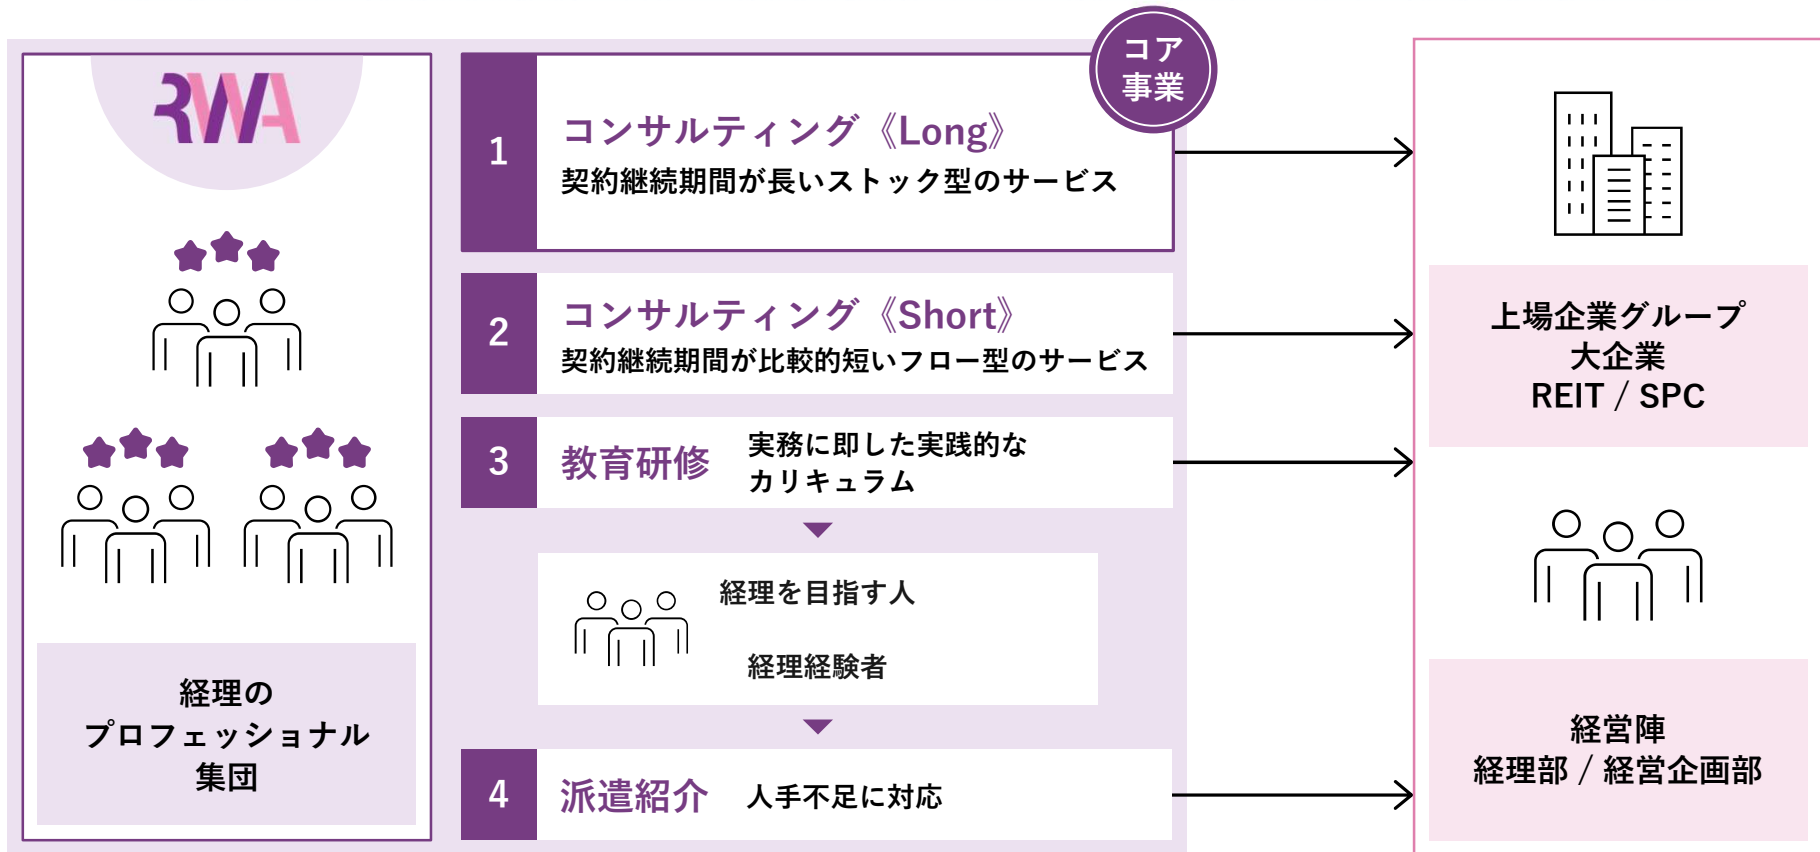 RWA
経理の
プロフェッショナル
集団
コア
事業
1
コンサルティング《Long》
契約継続期間が長いストック型のサービス
2
コンサルティング《Short》
契約継続期間が比較的短いフロー型のサービス
3
教育研修
実務に即した実践的な
カリキュラム
経理を目指す人
経理経験者
4
派遣紹介
人手不足に対応
上場企業グループ
大企業
REIT / SPC
経営陣
経理部 / 経営企画部